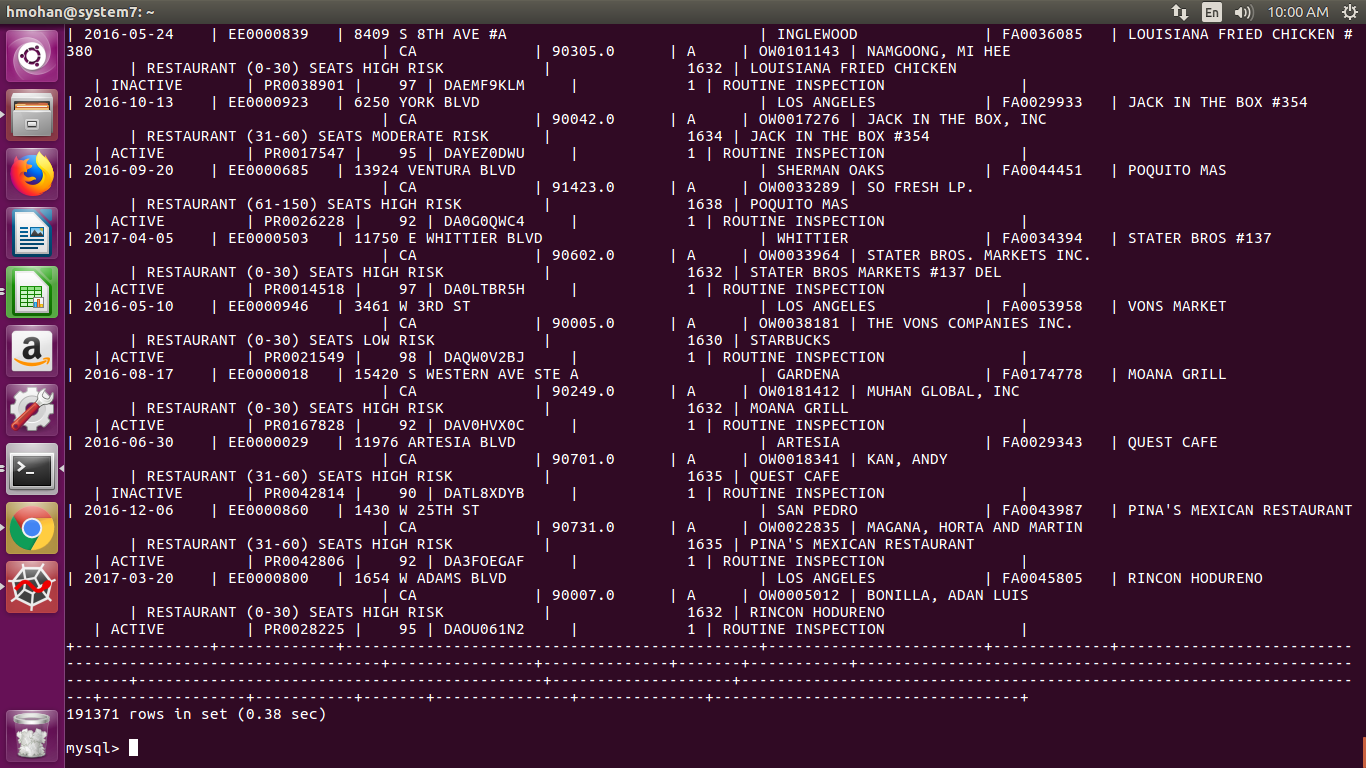 hmohan@system7: ~
En
10:00 AM
| 2016-05-24 | EE0000839 | 8409 S 8TH AVE #A | INGLEWOOD | FA0036085 | LOUISIANA FRIED CHICKEN #
380 | CA | 90305.0 | A | OW0101143 | NAMGOONG, MI HEE
| RESTAURANT (0-30) SEATS HIGH RISK | 1632 | LOUISIANA FRIED CHICKEN
| INACTIVE | PR0038901 | 97 | DAEMF9KLM | 1 | ROUTINE INSPECTION |
| 2016-10-13 | EE0000923 | 6250 YORK BLVD | LOS ANGELES | FA0029933 | JACK IN THE BOX #354
| CA | 90042.0 | A | OW0017276 | JACK IN THE BOX, INC
| RESTAURANT (31-60) SEATS MODERATE RISK | 1634 | JACK IN THE BOX #354
| ACTIVE | PR0017547 | 95 | DAYEZ0DWU | 1 | ROUTINE INSPECTION |
| 2016-09-20 | EE0000685 | 13924 VENTURA BLVD | SHERMAN OAKS | FA0044451 | POQUITO MAS
| CA | 91423.0 | A | OW0033289 | SO FRESH LP.
| RESTAURANT (61-150) SEATS HIGH RISK | 1638 | POQUITO MAS
| ACTIVE | PR0026228 | 92 | DA0G0QWC4 | 1 | ROUTINE INSPECTION |
| 2017-04-05 | EE0000503 | 11750 E WHITTIER BLVD | WHITTIER | FA0034394 | STATER BROS #137
| CA | 90602.0 | A | OW0033964 | STATER BROS. MARKETS INC.
| RESTAURANT (0-30) SEATS HIGH RISK | 1632 | STATER BROS MARKETS #137 DEL
| ACTIVE | PR0014518 | 97 | DA0LTBR5H | 1 | ROUTINE INSPECTION |
| 2016-05-10 | EE0000946 | 3461 W 3RD ST | LOS ANGELES | FA0053958 | VONS MARKET
| CA | 90005.0 | A | OW0038181 | THE VONS COMPANIES INC.
| RESTAURANT (0-30) SEATS LOW RISK | 1630 | STARBUCKS
| ACTIVE | PR0021549 | 98 | DAQW0V2BJ | 1 | ROUTINE INSPECTION |
| 2016-08-17 | EE0000018 | 15420 S WESTERN AVE STE A | GARDENA | FA0174778 | MOANA GRILL
| CA | 90249.0 | A | OW0181412 | MUHAN GLOBAL, INC
| RESTAURANT (0-30) SEATS HIGH RISK | 1632 | MOANA GRILL
| ACTIVE | PR0167828 | 92 | DAV0HVX0C | 1 | ROUTINE INSPECTION |
| 2016-06-30 | EE0000029 | 11976 ARTESIA BLVD | ARTESIA | FA0029343 | QUEST CAFE
| CA | 90701.0 | A | OW0018341 | KAN, ANDY
| RESTAURANT (31-60) SEATS HIGH RISK | 1635 | QUEST CAFE
| INACTIVE | PR0042814 | 90 | DATL8XDYB | 1 | ROUTINE INSPECTION |
| 2016-12-06 | EE0000860 | 1430 W 25TH ST | SAN PEDRO | FA0043987 | PINA'S MEXICAN RESTAURANT
| CA | 90731.0 | A | OW0022835 | MAGANA, HORTA AND MARTIN
| RESTAURANT (31-60) SEATS HIGH RISK | 1635 | PINA'S MEXICAN RESTAURANT
| ACTIVE | PR0042806 | 92 | DA3FOEGAF | 1 | ROUTINE INSPECTION |
| 2017-03-20 | EE0000800 | 1654 W ADAMS BLVD | LOS ANGELES | FA0045805 | RINCON HODURENO
| CA | 90007.0 | A | OW0005012 | BONILLA, ADAN LUIS
| RESTAURANT (0-30) SEATS HIGH RISK | 1632 | RINCON HODURENO
| ACTIVE | PR0028225 | 95 | DAOU061N2 | 1 | ROUTINE INSPECTION |
191371 rows in set (0.38 sec)
mysql>